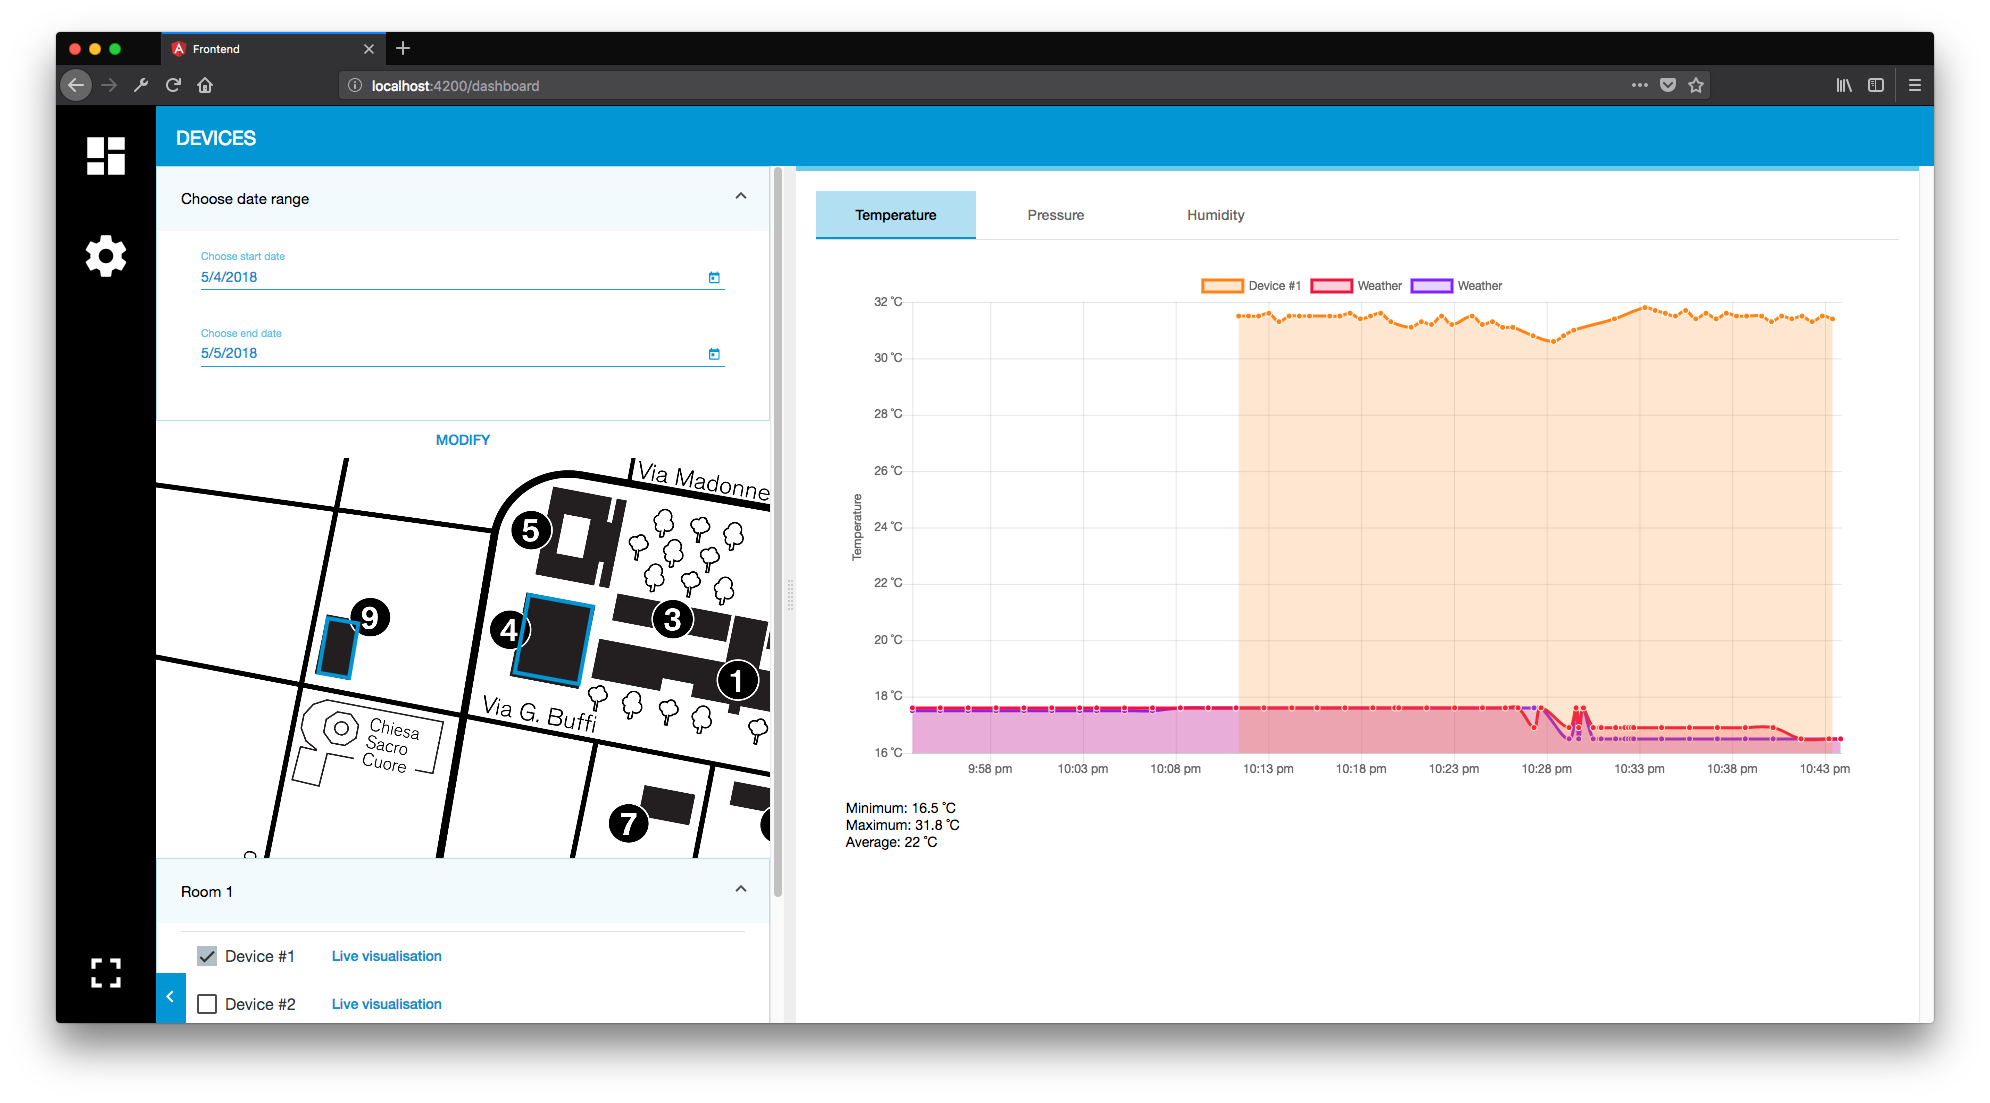 Frontend
localhost:4200/dashboard
DEVICES
Choose date range
Choose start date
5/4/2018
Choose end date
5/5/2018
MODIFY
Via Madonne
5
9
4
3
1
Via G. Buffi
Chiesa
Sacro
Cuore
7
Room 1
Device #1 Live visualisation
Device #2 Live visualisation
Temperature Pressure Humidity
Device #1 Weather Weather
Temperature
32 °C
30 °C
28 °C
26 °C
24 °C
22 °C
20 °C
18 °C
16 °C
9:58 pm 10:03 pm 10:08 pm 10:13 pm 10:18 pm 10:23 pm 10:28 pm 10:33 pm 10:38 pm 10:43 pm
Minimum: 16.5 °C
Maximum: 31.8 °C
Average: 22 °C